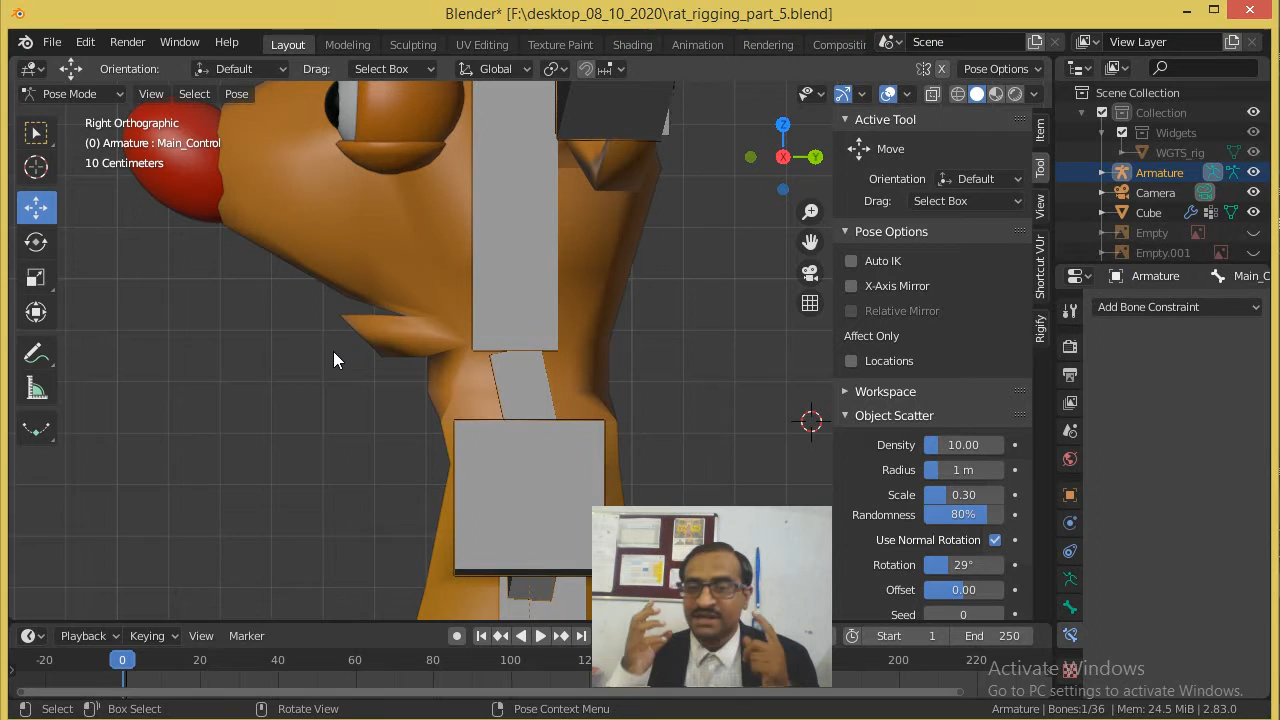 Blender* [F:\desktop_08_10_2020\rat_rigging_part_5.blend]
File Edit Render Window Help Layout Modeling Sculpting UV Editing Texture Paint Shading Animation Rendering Compositi Scene View Layer
Orientation: Default Drag: Select Box Global Pose Options
Pose Mode View Select Pose
Right Orthographic
(0) Armature : Main_Control
10 Centimeters
Z
Y
X
Active Tool
Move
Orientation Default
Drag: Select Box
Pose Options
Auto IK
X-Axis Mirror
Relative Mirror
Affect Only
Locations
Workspace
Object Scatter
Density 10.00
Radius 1 m
Scale 0.30
Randomness 80%
Use Normal Rotation
Rotation 29°
Offset 0.00
Seed 0
Item
Tool
View
Shortcut VUr
Rigify
Scene Collection
Collection
Widgets
WGTS_rig
Armature
Camera
Cube
Empty
Empty.001
Armature Main_C
Add Bone Constraint
Playback Keying View Marker Start 1 End 250
-20 0 20 40 60 80 100 200 220
Activate Windows
Go to PC settings to activate Windows.
Select Box Select Rotate View Pose Context Menu Armature | Bones:1/36 | Mem: 24.5 MiB | 2.83.0